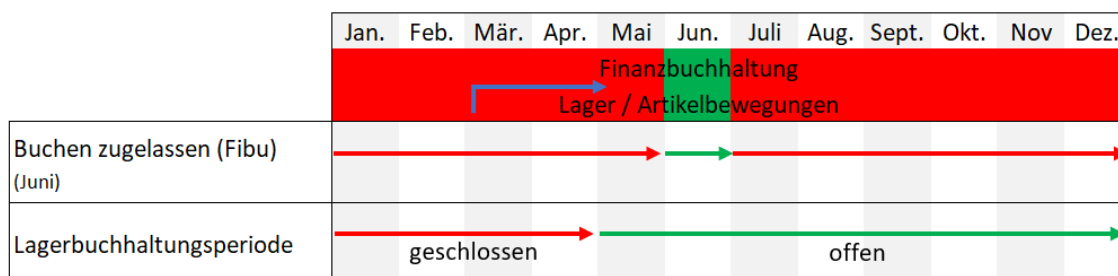 Jan. Feb. Mär. Apr. Mai Jun. Juli Aug. Sept. Okt. Nov Dez.
Finanzbuchhaltung
Lager / Artikelbewegungen
Buchen zugelassen (Fibu)
(Juni)
Lagerbuchhaltungsperiode
geschlossen offen